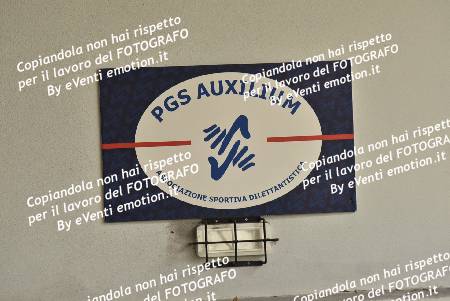 Copiandola non hai rispetto
per il lavoro del FOTOGRAFO
By eVenti emotion.it
Copiandola non hai rispetto
per il lavoro del FOTOGRAFO
By eVenti emotion.it
PGS AUXILIUM
ASSOCIAZIONE SPORTIVA DILETTANTISTICA
Copiandola non hai rispetto
per il lavoro del FOTOGRAFO
By eVenti emotion.it
Copiandola non hai rispetto
per il lavoro del FOTOGRAFO
By eVenti emotion.it
Copiandola non hai rispetto
per il lavoro del FOTOGRAFO
Copiandola non hai rispetto
per il lavoro del FOTOGRAFO